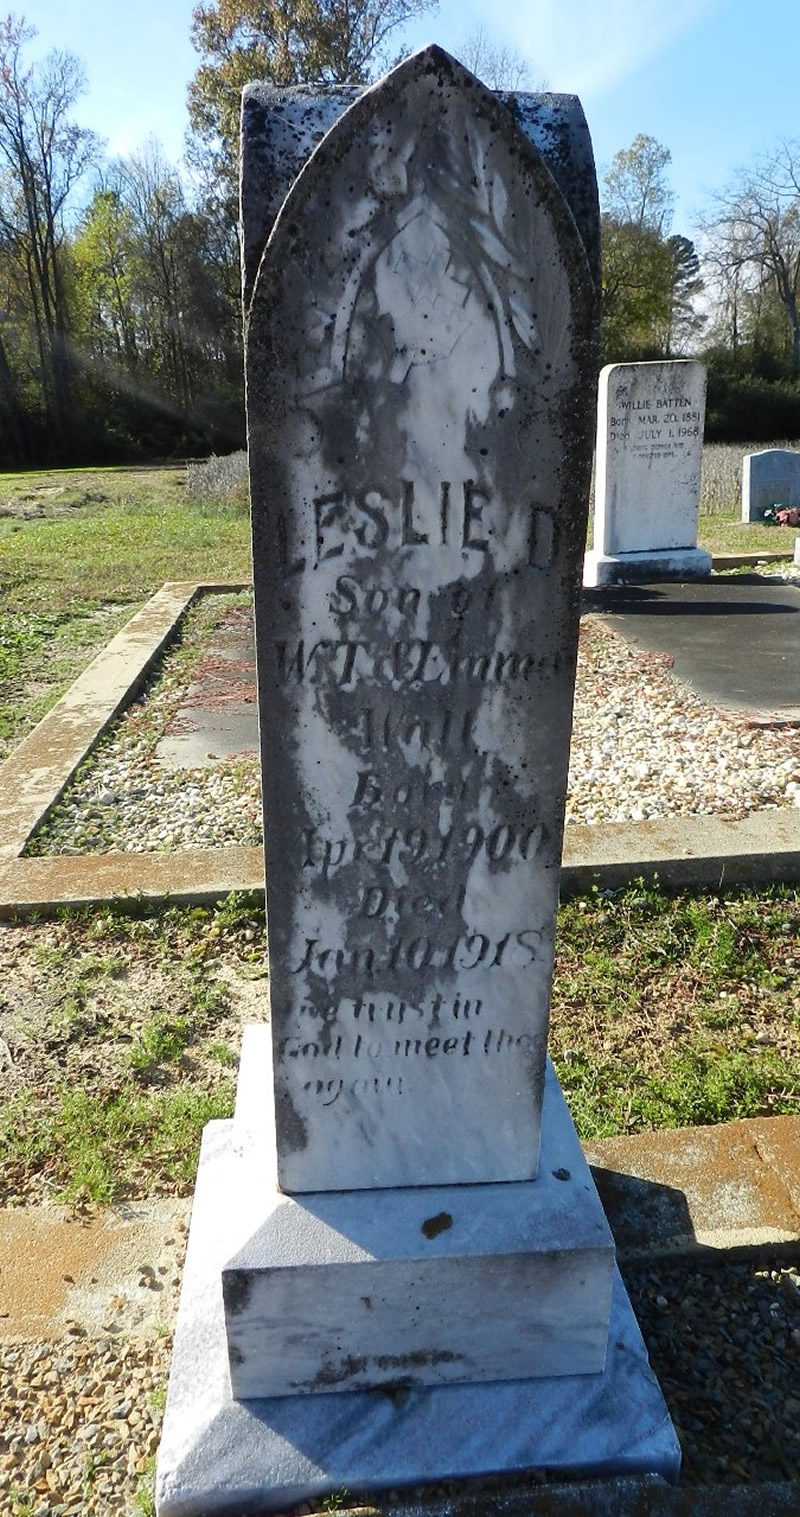 LESLIE D
Son of
W.T. & Emma
Wall
Born
Apr. 19, 1900
Died
Jan. 10, 1918
We trust in
God to meet thee
again.
WILLIE BATTEN
Born MAR. 20, 1881
Died JULY 1, 1968